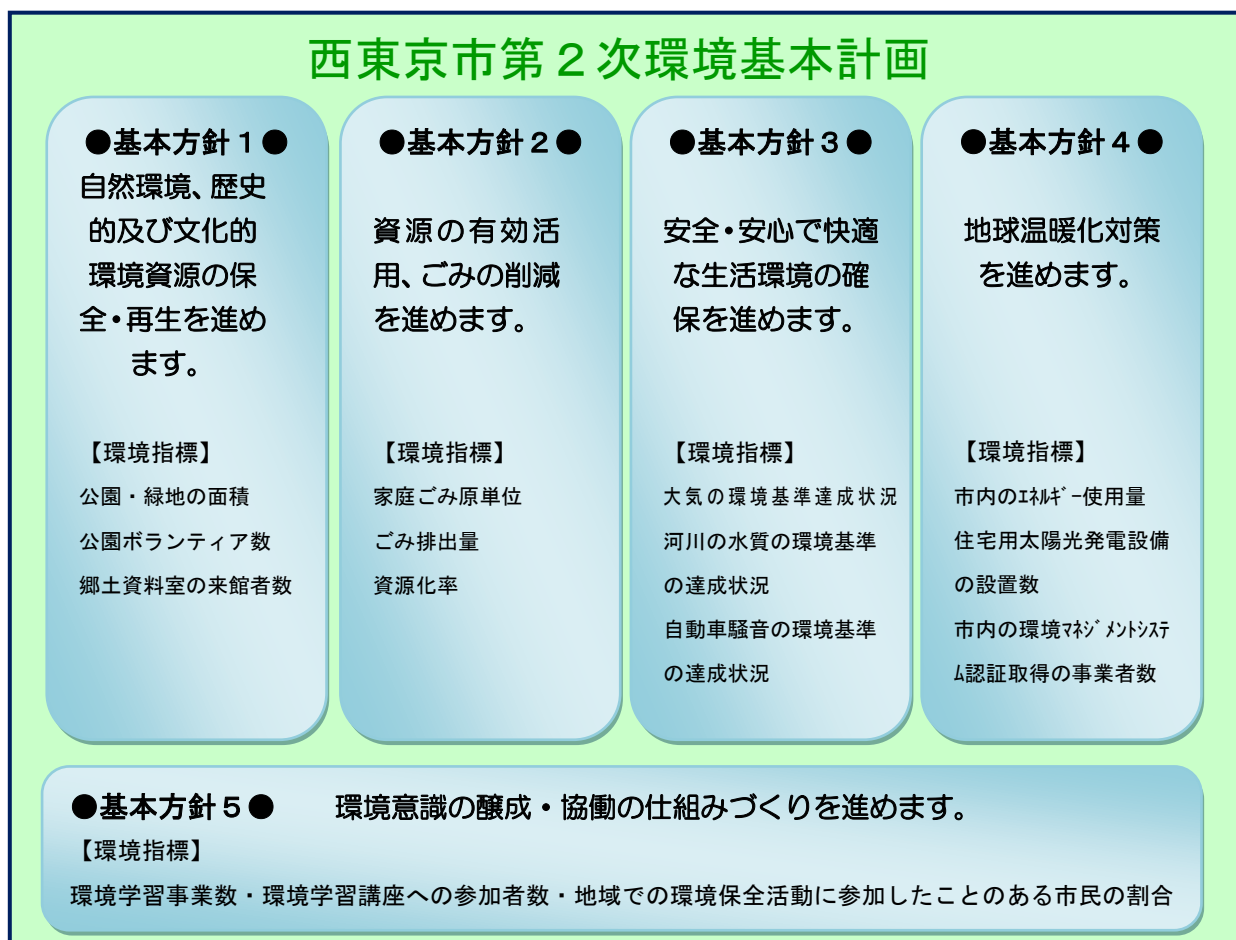 西東京市第２次環境基本計画
●基本方針１●
自然環境、歴史
的及び文化的
環境資源の保
全・再生を進め
ます。
【環境指標】
公園・緑地の面積
公園ボランティア数
郷土資料室の来館者数
●基本方針２●
資源の有効活
用、ごみの削減
を進めます。
【環境指標】
家庭ごみ原単位
ごみ排出量
資源化率
●基本方針３●
安全・安心で快適
な生活環境の確
保を進めます。
【環境指標】
大気の環境基準達成状況
河川の水質の環境基準
の達成状況
自動車騒音の環境基準
の達成状況
●基本方針４●
地球温暖化対策
を進めます。
【環境指標】
市内のｴﾈﾙｷﾞｰ使用量
住宅用太陽光発電設備
の設置数
市内の環境ﾏﾈｼﾞﾒﾝﾄｼｽﾃ
ﾑ認証取得の事業者数
●基本方針５●　環境意識の醸成・協働の仕組みづくりを進めます。
【環境指標】
環境学習事業数・環境学習講座への参加者数・地域での環境保全活動に参加したことのある市民の割合